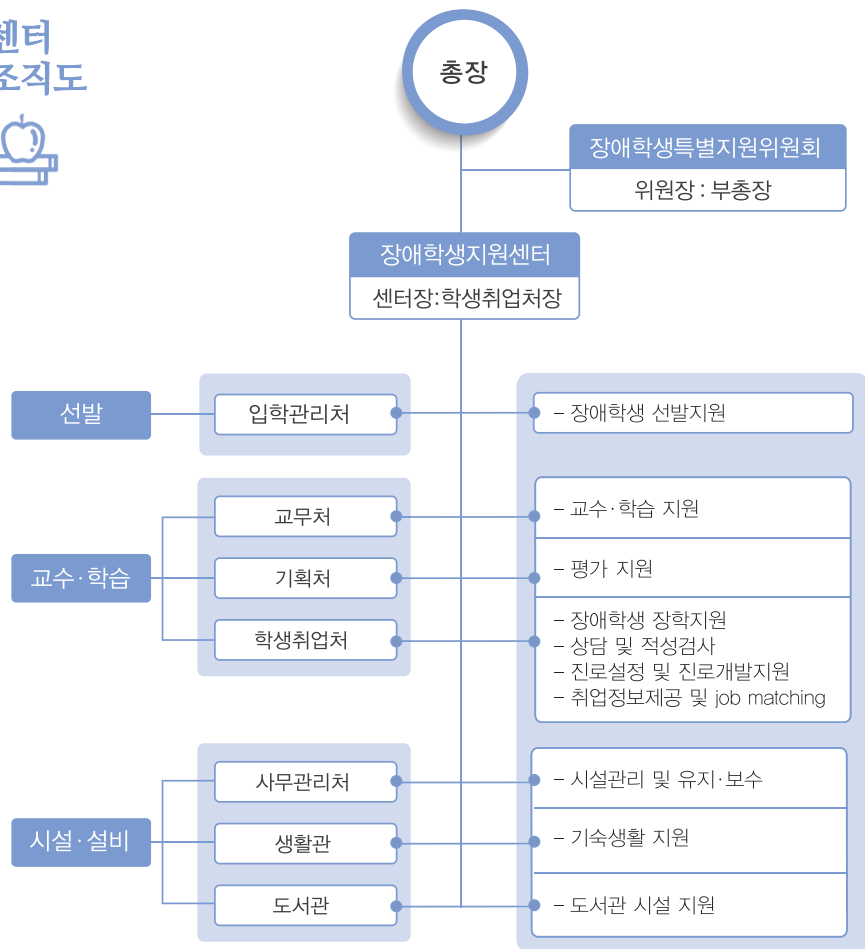 센터
조직도
총장
장애학생특별지원위원회
위원장 : 부총장
장애학생지원센터
센터장:학생취업처장
선발
입학관리처
– 장애학생 선발지원
교수·학습
교무처
– 교수·학습 지원
기획처
– 평가 지원
학생취업처
– 장애학생 장학지원
– 상담 및 적성검사
– 진로설정 및 진로개발지원
– 취업정보제공 및 job matching
시설·설비
사무관리처
– 시설관리 및 유지·보수
생활관
– 기숙생활 지원
도서관
– 도서관 시설 지원